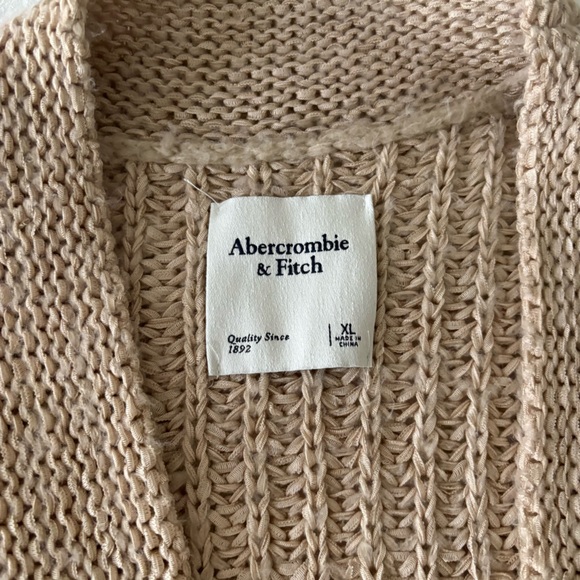 Abercrombie
& Fitch
Quality Since
1892
XL
MADE IN
CHINA